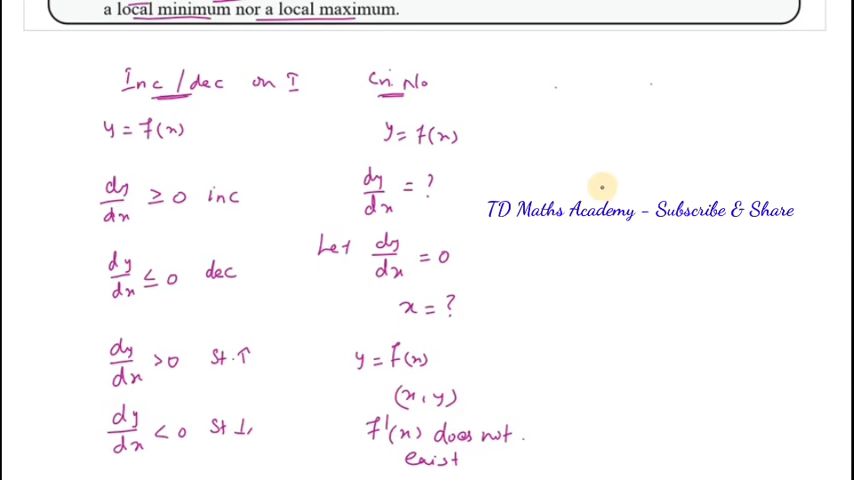 a local minimum nor a local maximum.
Inc/dec on I
y = f(x)
dy/dx ≥ 0 inc
dy/dx ≤ 0 dec
dy/dx > 0 St.↑
dy/dx < 0 St ↓
Cri. No
y = f(x)
dy/dx = ?
Let dy/dx = 0
x = ?
y = f(x)
(x, y)
f'(x) does not.
exist
TD Maths Academy - Subscribe & Share